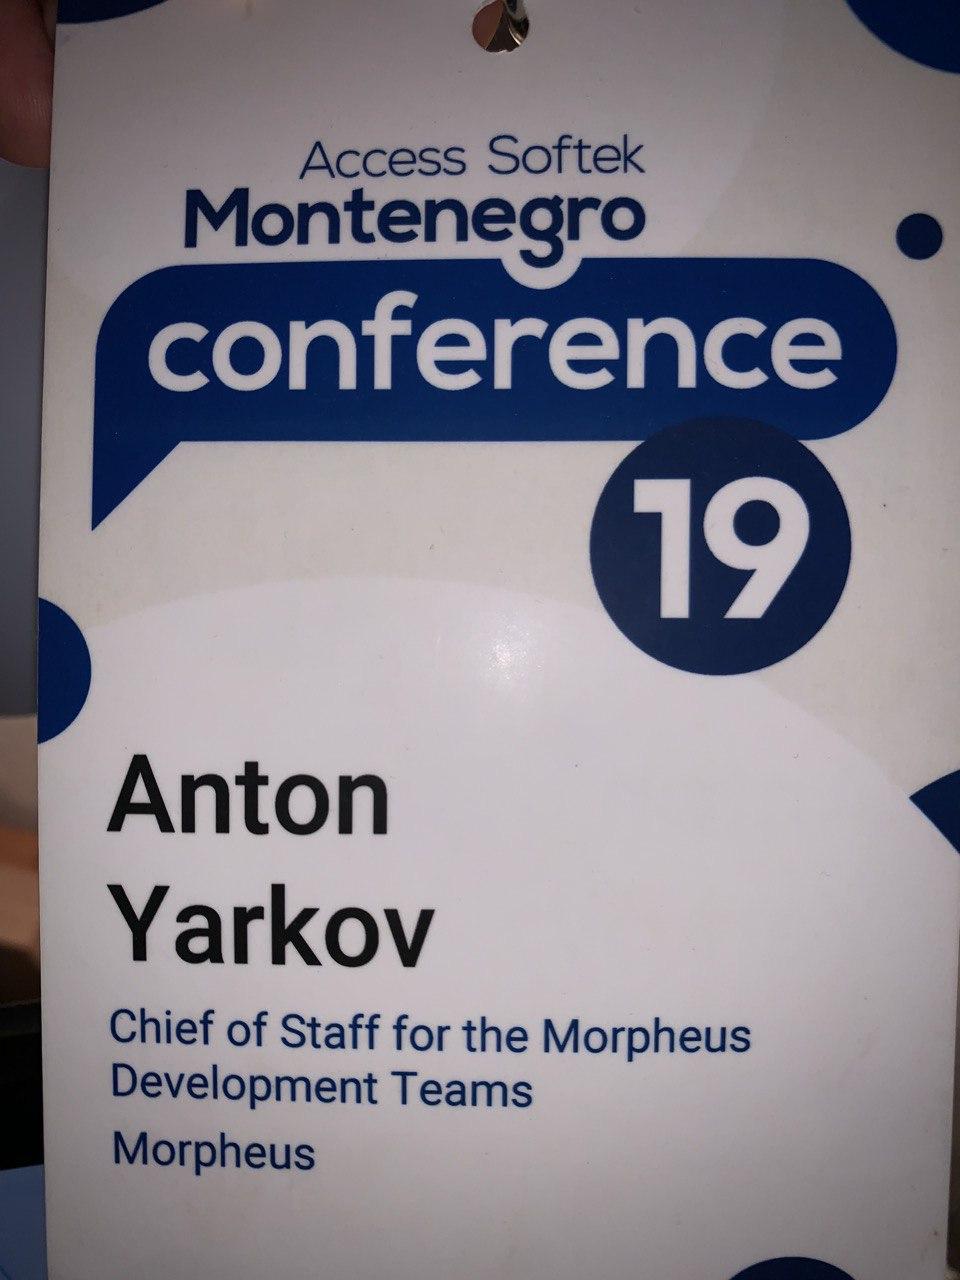 Access Softek
Montenegro
conference
19
Anton
Yarkov
Chief of Staff for the Morpheus
Development Teams
Morpheus